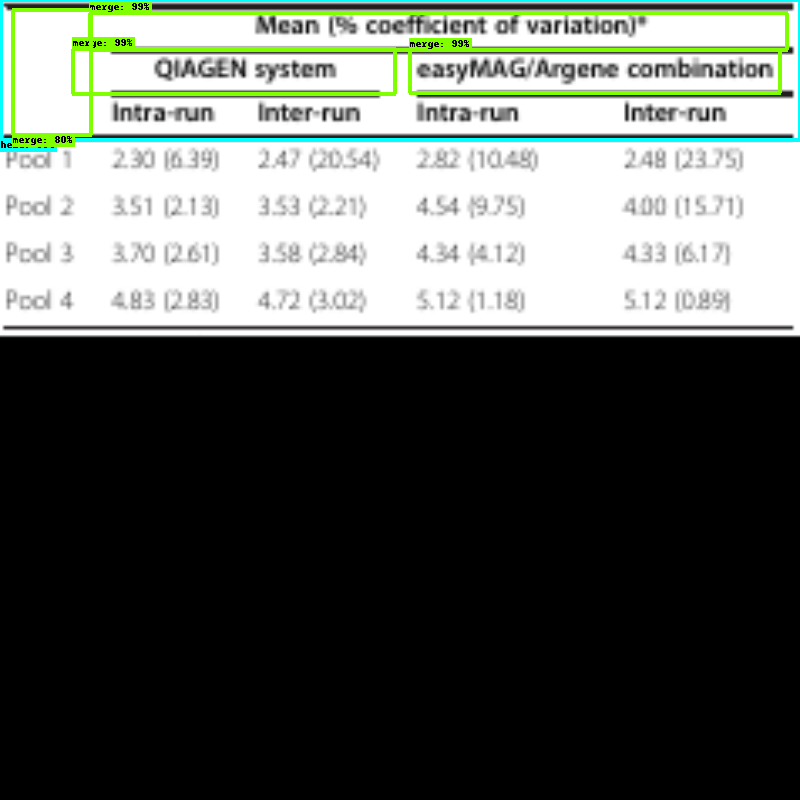 merge: 99%
Mean (% coefficient of variation)*
merge: 99% merge: 99%
QIAGEN system easyMAG/Argene combination
Intra-run Inter-run Intra-run Inter-run
merge: 80%
Pool 1 2.30 (6.39) 2.47 (20.54) 2.82 (10.48) 2.48 (23.75)
Pool 2 3.51 (2.13) 3.53 (2.21) 4.54 (9.75) 4.00 (15.71)
Pool 3 3.70 (2.61) 3.58 (2.84) 4.34 (4.12) 4.33 (6.17)
Pool 4 4.83 (2.83) 4.72 (3.02) 5.12 (1.18) 5.12 (0.89)